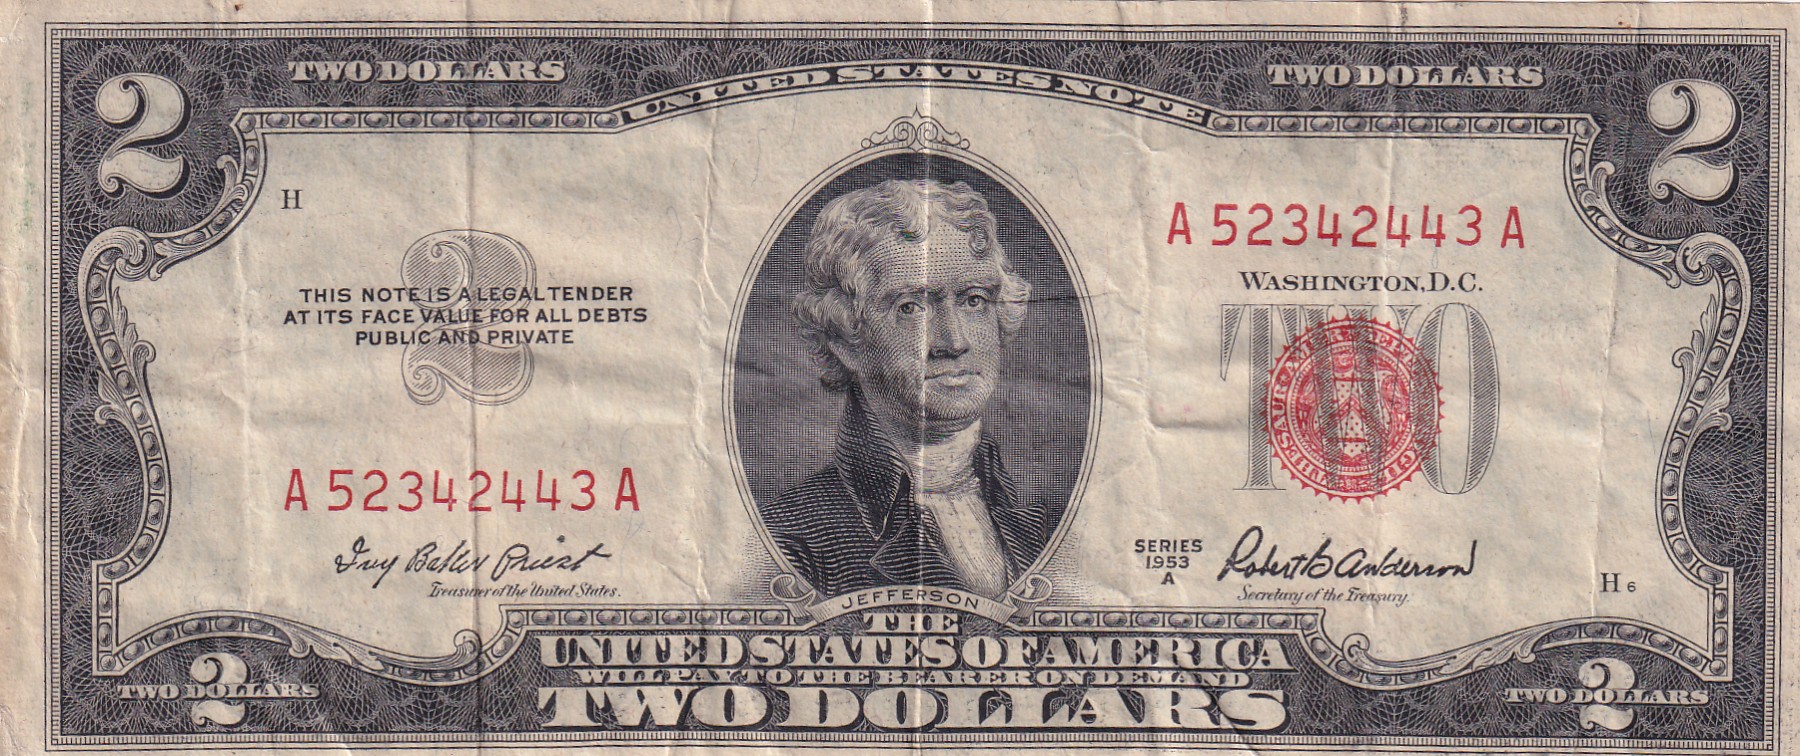 TWO DOLLARS
UNITED STATES NOTE
TWO DOLLARS
2
2
H
A 52342443 A
WASHINGTON, D.C.
2
THIS NOTE IS A LEGAL TENDER
AT ITS FACE VALUE FOR ALL DEBTS
PUBLIC AND PRIVATE
TWO
A 52342443 A
Ivy Baker Priest
Treasurer of the United States.
SERIES
1953
A
Robert B Anderson
Secretary of the Treasury.
H 6
JEFFERSON
THE
UNITED STATES OF AMERICA
WILL PAY TO THE BEARER ON DEMAND
TWO DOLLARS
2
TWO DOLLARS
2
TWO DOLLARS